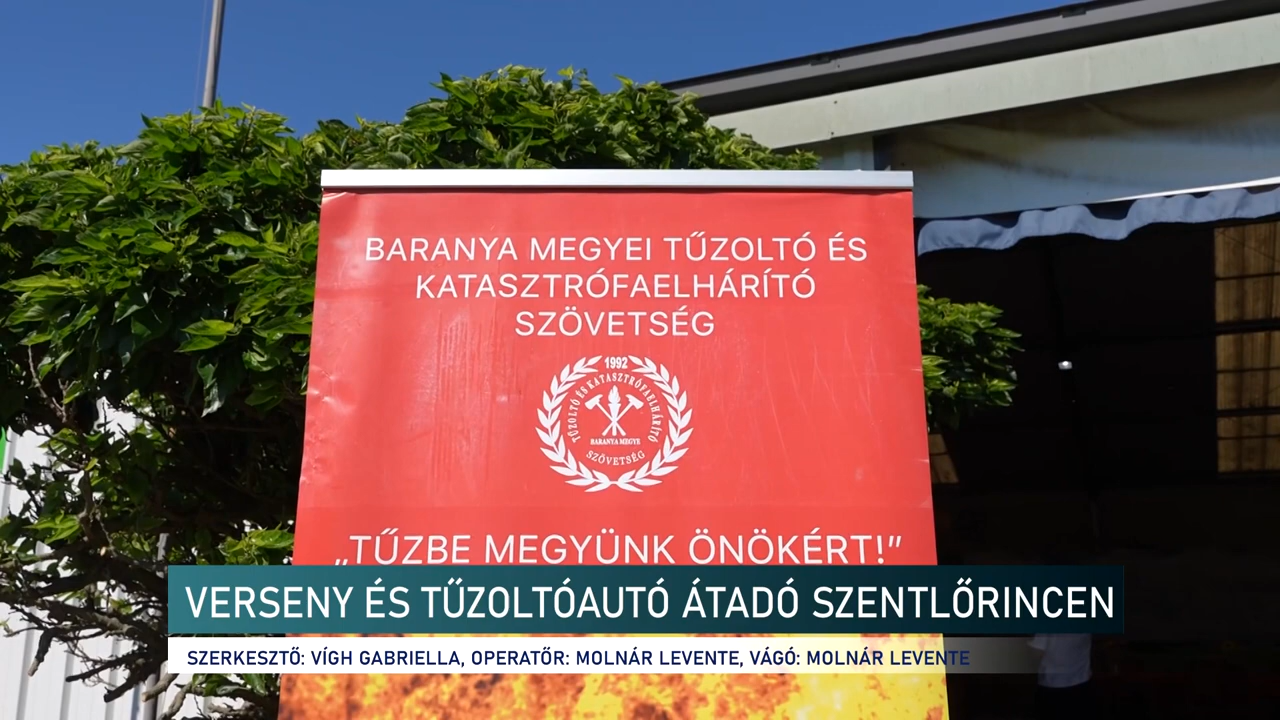 BARANYA MEGYEI TŰZOLTÓ ÉS
KATASZTRÓFAELHÁRÍTÓ
SZÖVETSÉG
1992
TŰZOLTÓ ÉS KATASZTRÓFAELHÁRÍTÓ
BARANYA MEGYE
SZÖVETSÉG
„TŰZBE MEGYÜNK ÖNÖKÉRT!”
VERSENY ÉS TŰZOLTÓAUTÓ ÁTADÓ SZENTLŐRINCEN
SZERKESZTŐ: VÍGH GABRIELLA, OPERATŐR: MOLNÁR LEVENTE, VÁGÓ: MOLNÁR LEVENTE